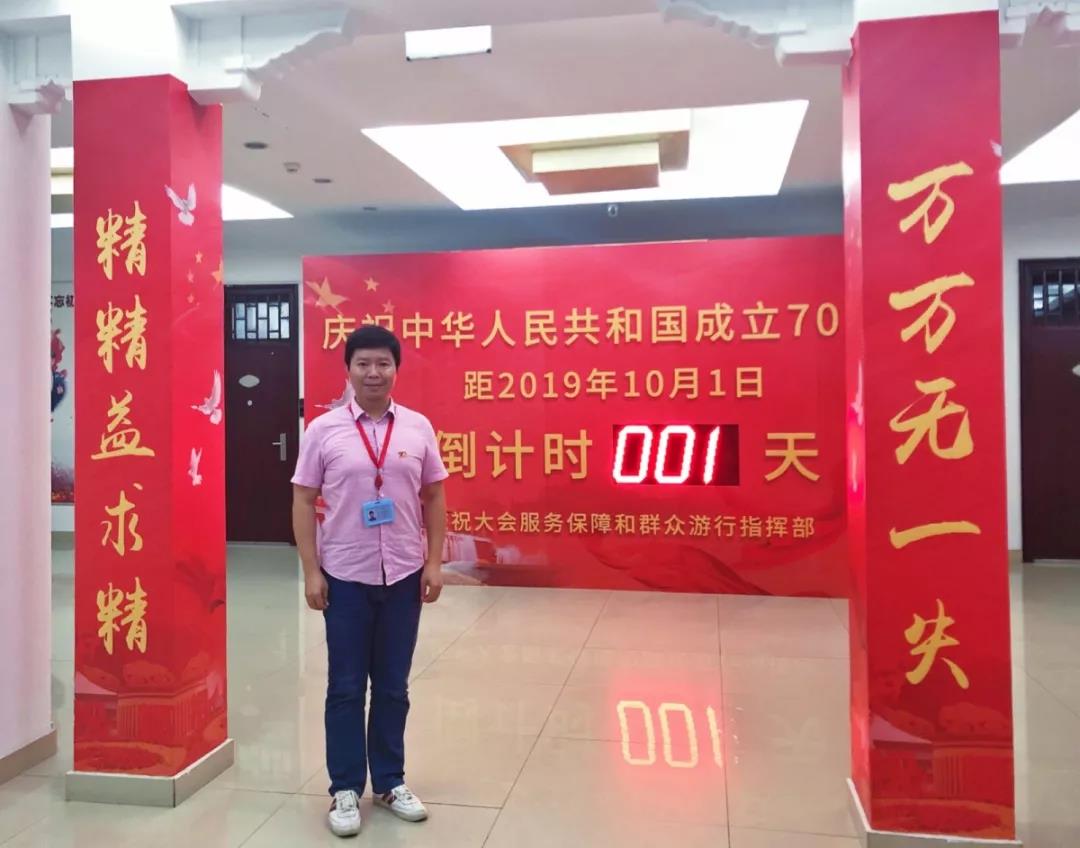 精精益求精
庆祝中华人民共和国成立70
距2019年10月1日
倒计时 001 天
祝大会服务保障和群众游行指挥部
万万无一失
忘初